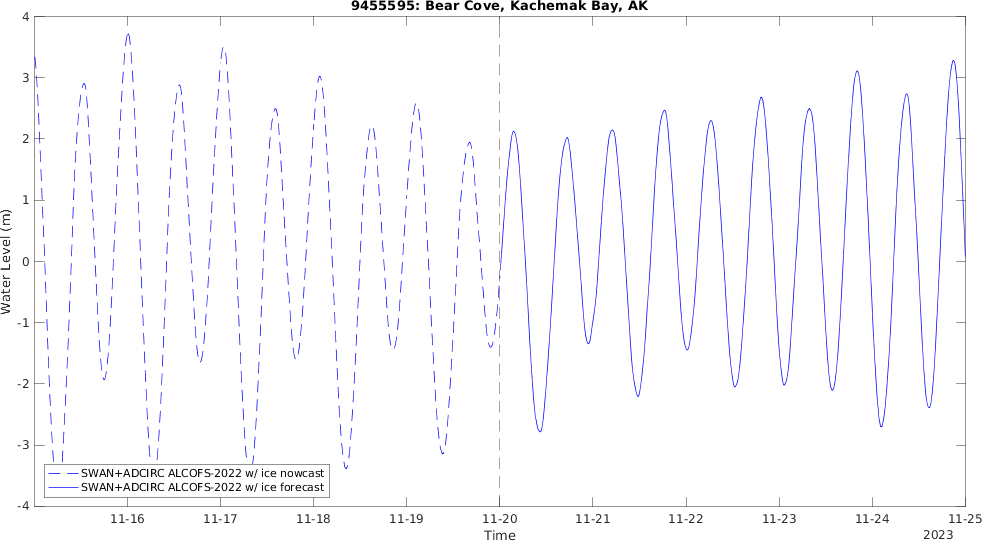 9455595: Bear Cove, Kachemak Bay, AK
4
3
2
1
0
-1
-2
-3
-4
Water Level (m)
SWAN+ADCIRC ALCOFS-2022 w/ ice nowcast
SWAN+ADCIRC ALCOFS-2022 w/ ice forecast
11-16 11-17 11-18 11-19 11-20 11-21 11-22 11-23 11-24 11-25
Time
2023